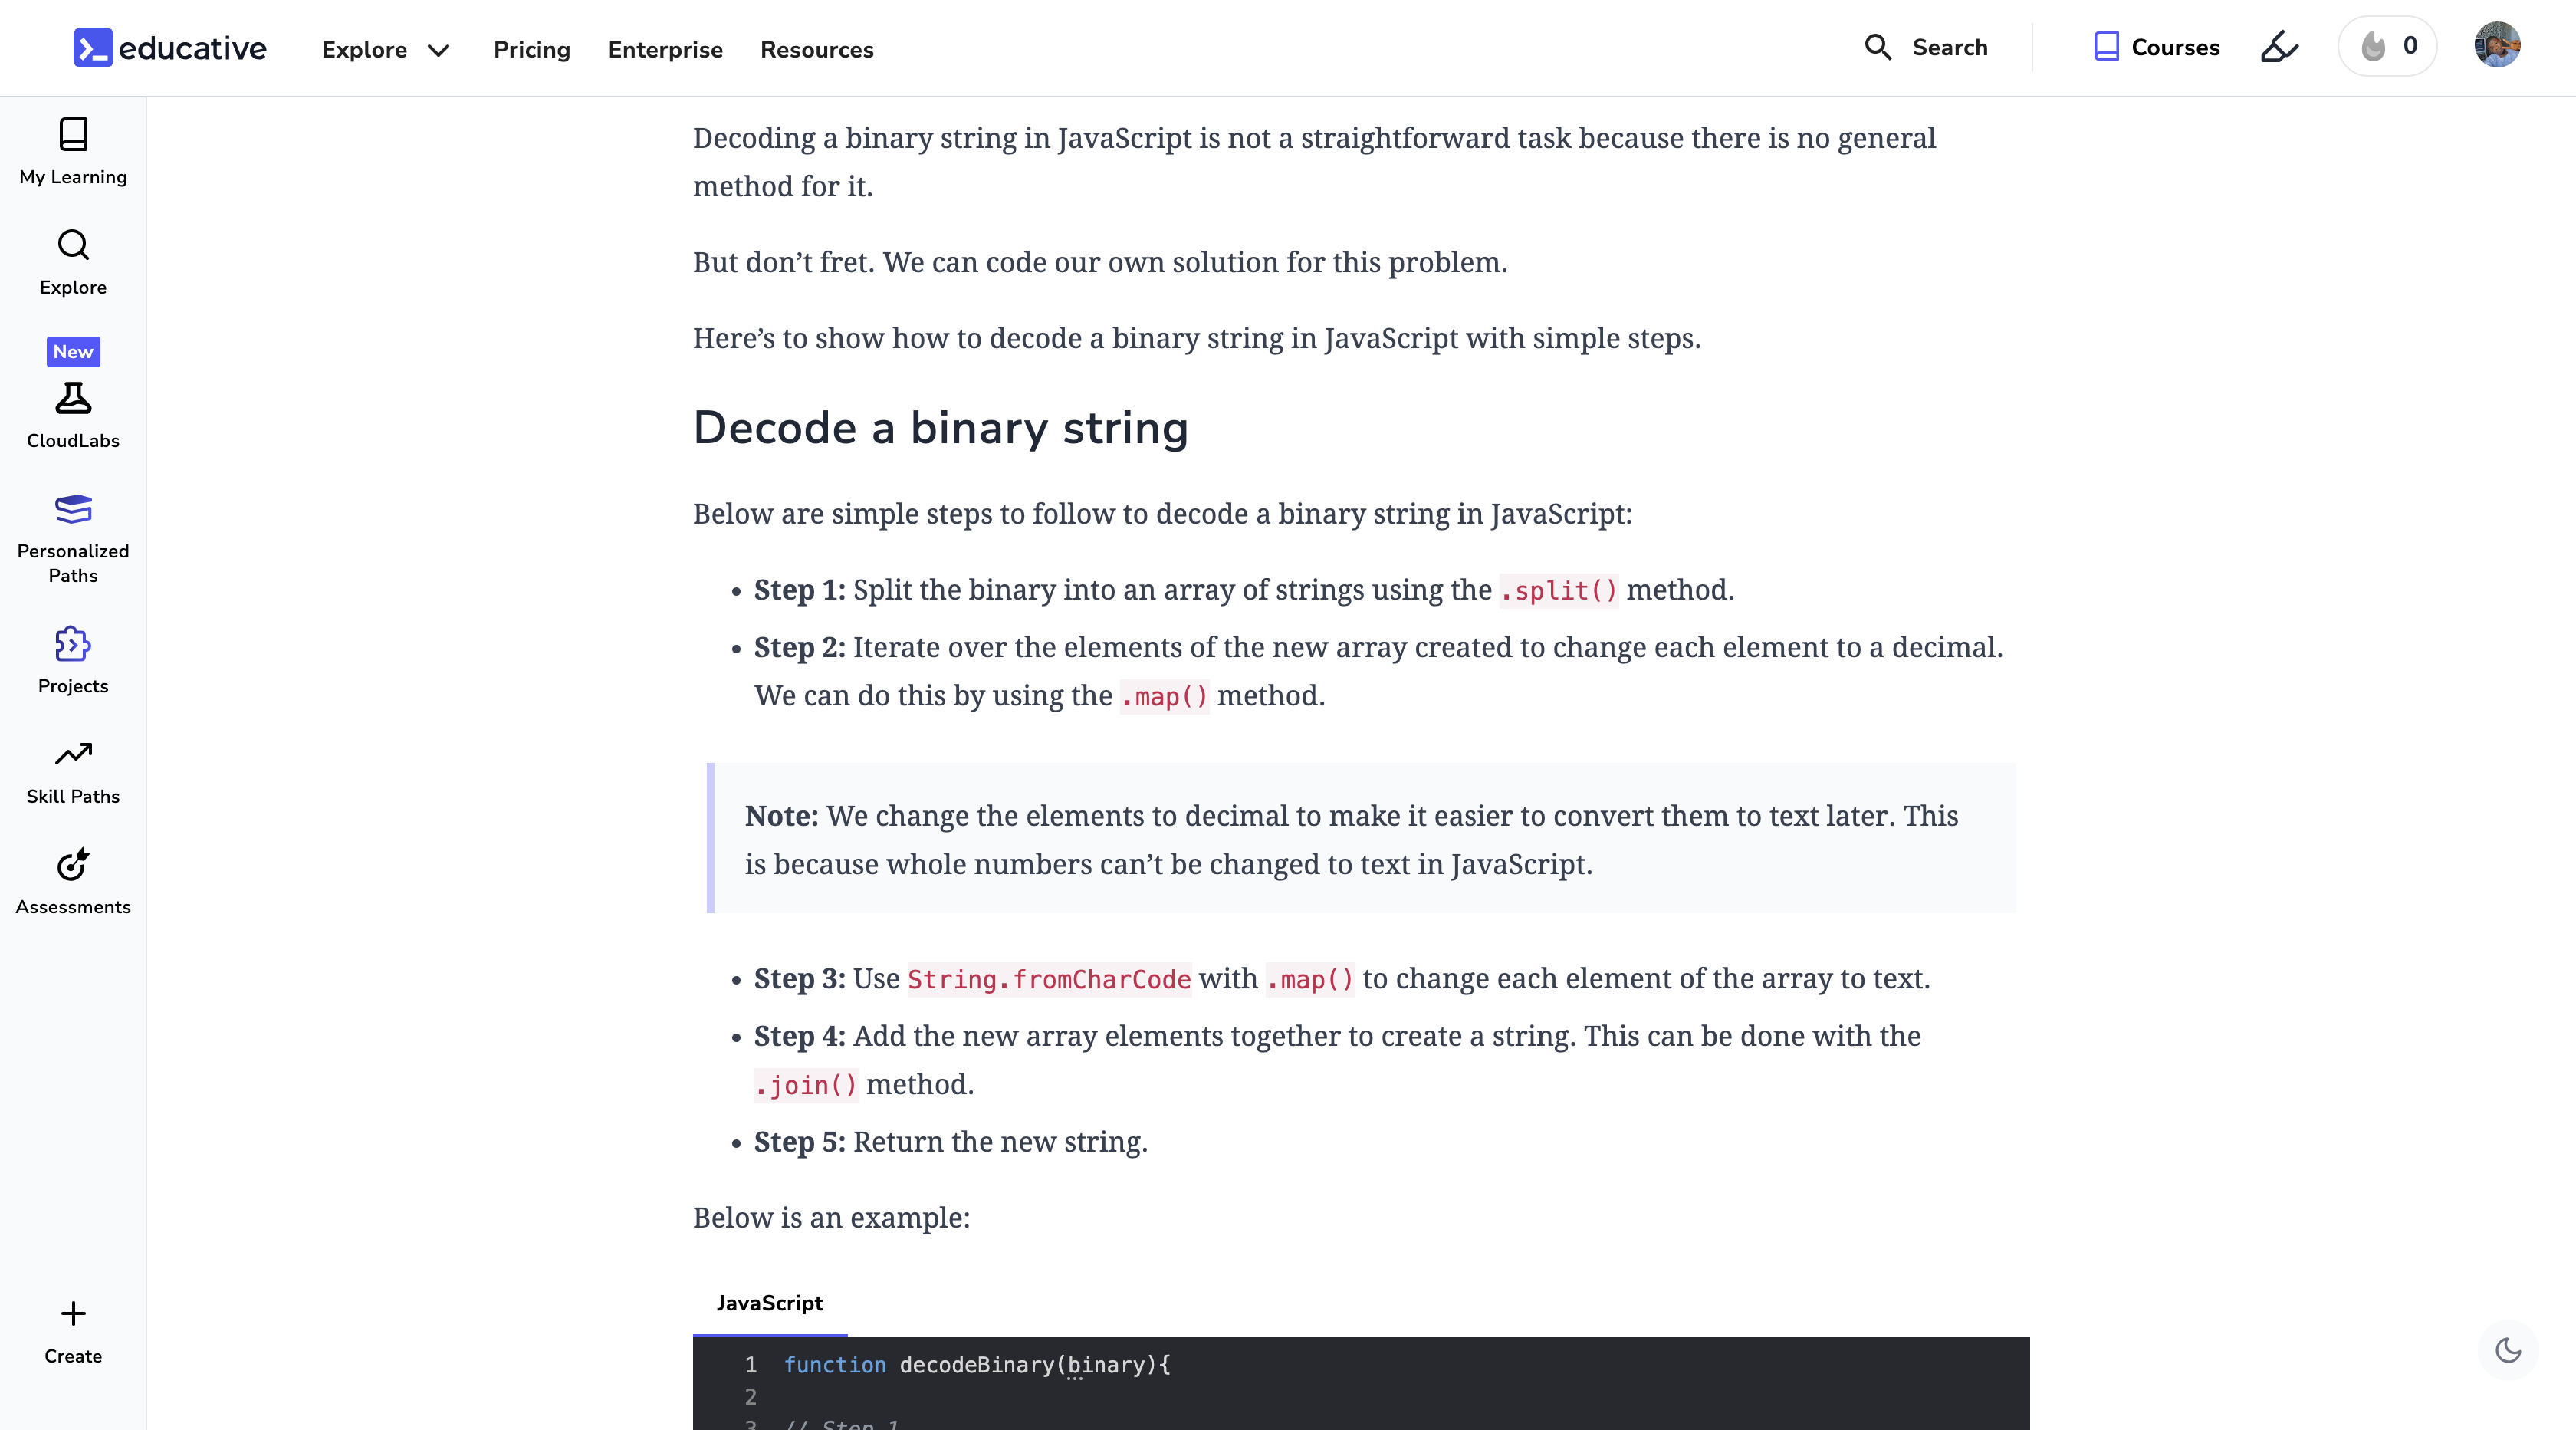 educative
Explore
Pricing
Enterprise
Resources
Search
Courses
0
My Learning
Explore
New
CloudLabs
Personalized
Paths
Projects
Skill Paths
Assessments
Create
Decoding a binary string in JavaScript is not a straightforward task because there is no general
method for it.
But don’t fret. We can code our own solution for this problem.
Here’s to show how to decode a binary string in JavaScript with simple steps.
Decode a binary string
Below are simple steps to follow to decode a binary string in JavaScript:
• Step 1: Split the binary into an array of strings using the .split() method.
• Step 2: Iterate over the elements of the new array created to change each element to a decimal.
We can do this by using the .map() method.
Note: We change the elements to decimal to make it easier to convert them to text later. This
is because whole numbers can’t be changed to text in JavaScript.
• Step 3: Use String.fromCharCode with .map() to change each element of the array to text.
• Step 4: Add the new array elements together to create a string. This can be done with the
.join() method.
• Step 5: Return the new string.
Below is an example:
JavaScript
1 function decodeBinary(binary){
2
3 // Step 1